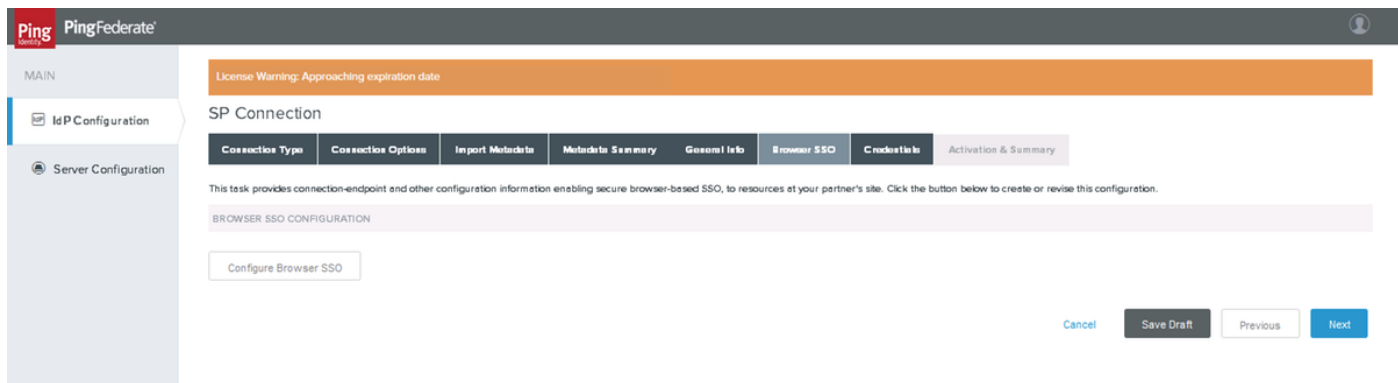 Ping
Identity.
PingFederate®
MAIN
IdP Configuration
Server Configuration
License Warning: Approaching expiration date
SP Connection
Connection Type Connection Options Import Metadata Metadata Summary General Info Browser SSO Credentials Activation & Summary
This task provides connection-endpoint and other configuration information enabling secure browser-based SSO, to resources at your partner's site. Click the button below to create or revise this configuration.
BROWSER SSO CONFIGURATION
Configure Browser SSO
Cancel Save Draft Previous Next